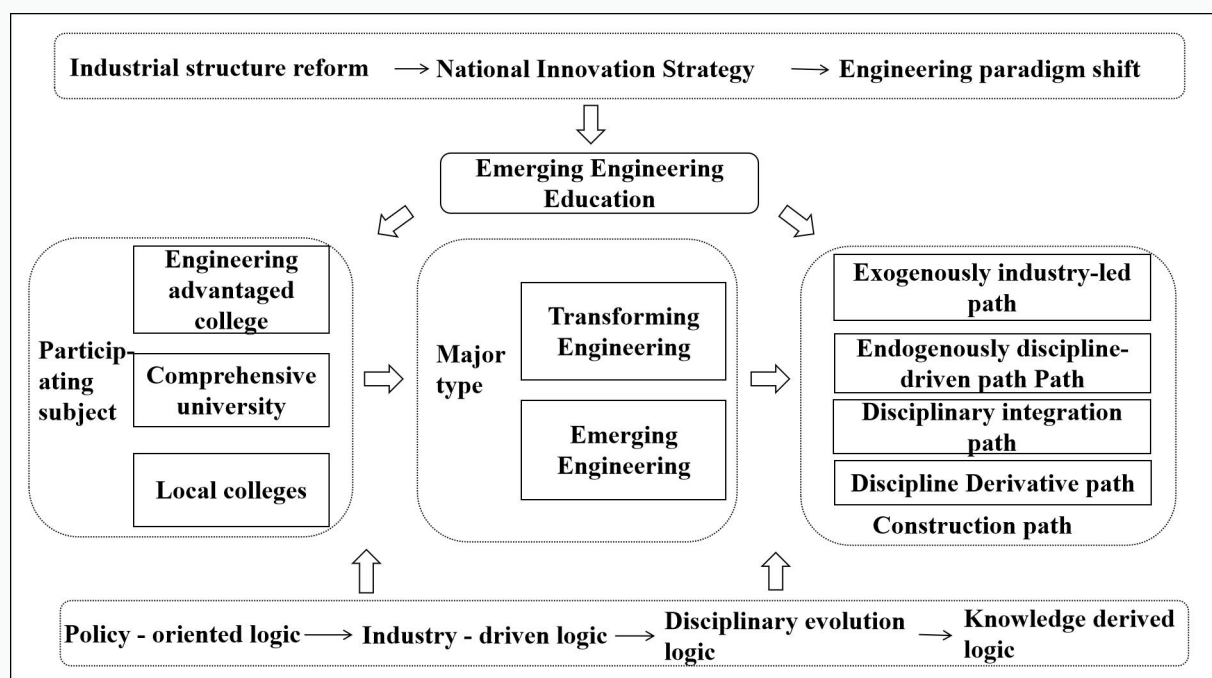 Industrial structure reform → National Innovation Strategy → Engineering paradigm shift
Emerging Engineering
Education
Particip-
ating
subject
Engineering
advantaged
college
Comprehensive
university
Local colleges
Major
type
Transforming
Engineering
Emerging
Engineering
Exogenously industry-led
path
Endogenously discipline-
driven path Path
Disciplinary integration
path
Discipline Derivative path
Construction path
Policy - oriented logic → Industry - driven logic → Disciplinary evolution
logic → Knowledge derived
logic